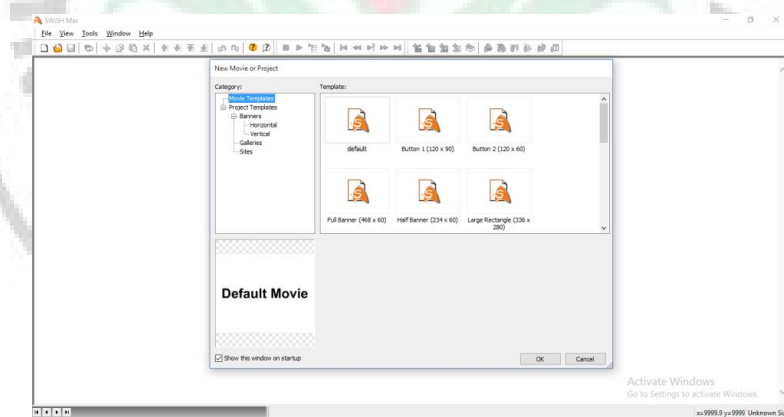 SWiSH Max
File View Tools Window Help
New Movie or Project
Category:
Template:
Movie Templates
Project Templates
Banners
Horizontal
Vertical
Galleries
Sites
default
Button 1 (120 x 90)
Button 2 (120 x 60)
Full Banner (468 x 60)
Half Banner (234 x 60)
Large Rectangle (336 x
280)
Default Movie
Show this window on startup
OK
Cancel
Activate Windows
Go to Settings to activate Windows.
x=9999.9 y=9999 Unknown